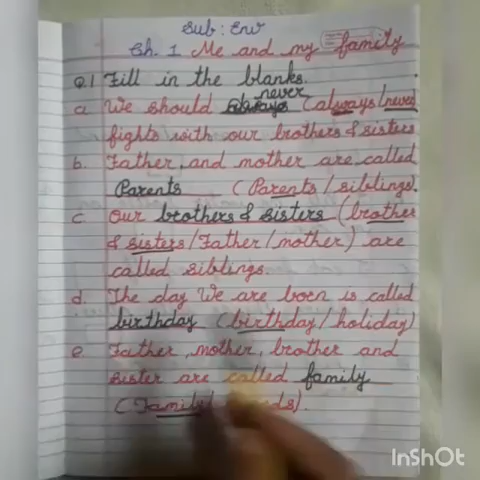 Sub : Env
Ch. 1 Me and my family
Q1 Fill in the blanks.
never
a. We should always (always/never)
fights with our brothers & sisters
b. Father, and mother are called
Parents (Parents/siblings).
c. Our brothers & sisters (brother
& sisters/Father/mother) are
called siblings.
d. The day We are born is called
birthday (birthday/holiday)
e. Father, mother, brother and
sister are called family
(Family/
InShOt